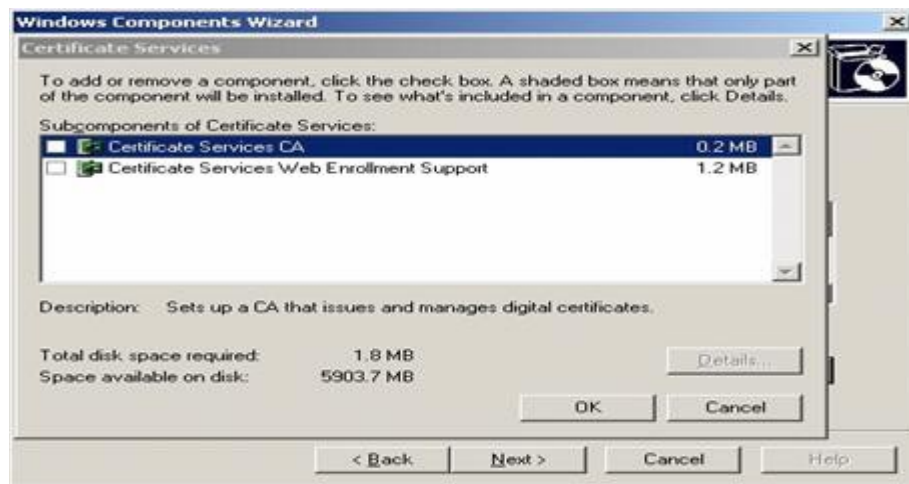 Windows Components Wizard
Certificate Services
To add or remove a component, click the check box. A shaded box means that only part
of the component will be installed. To see what's included in a component, click Details.
Subcomponents of Certificate Services:
Certificate Services CA 0.2 MB
Certificate Services Web Enrollment Support 1.2 MB
Description: Sets up a CA that issues and manages digital certificates.
Total disk space required: 1.8 MB
Space available on disk: 5903.7 MB
Details...
OK Cancel
< Back Next > Cancel Help